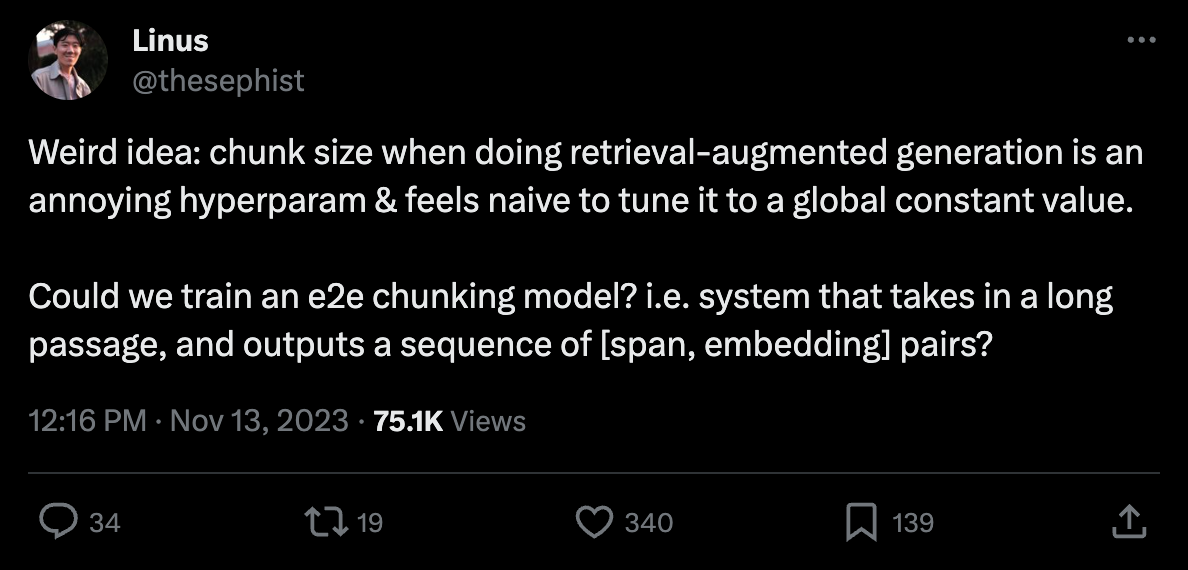 Linus
@thesephist
Weird idea: chunk size when doing retrieval-augmented generation is an
annoying hyperparam & feels naive to tune it to a global constant value.
Could we train an e2e chunking model? i.e. system that takes in a long
passage, and outputs a sequence of [span, embedding] pairs?
12:16 PM · Nov 13, 2023 · 75.1K Views
34 19 340 139